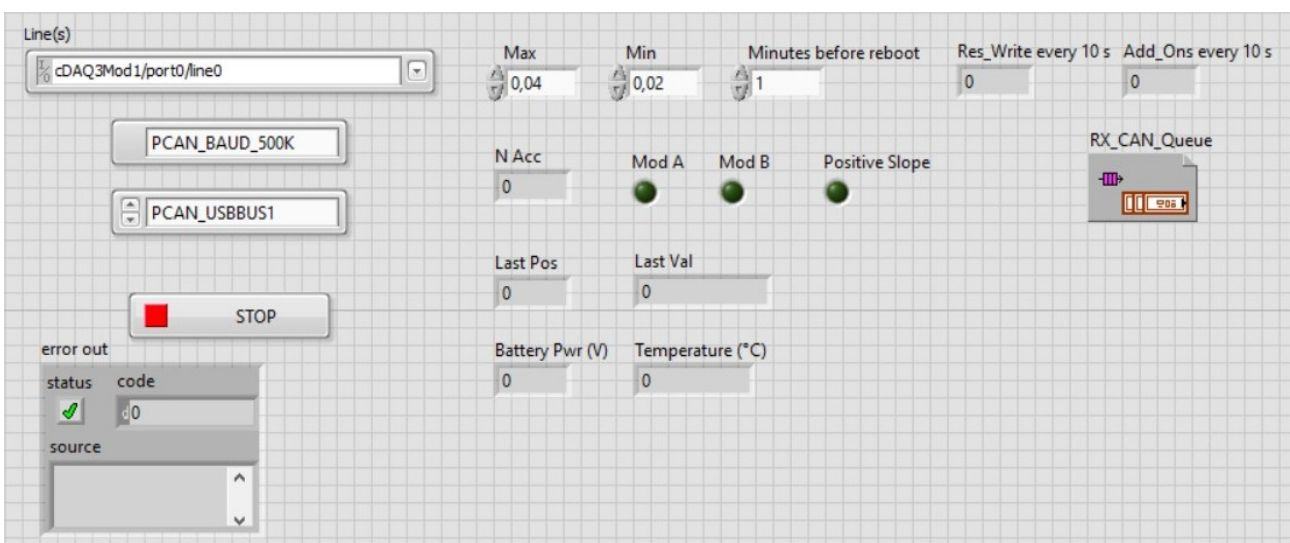 Line(s)
cDAQ3Mod1/port0/line0
PCAN_BAUD_500K
PCAN_USBBUS1
STOP
error out
status code
d0
source
Max Min Minutes before reboot Res_Write every 10 s Add_Ons every 10 s
0,04 0,02 1 0 0
N Acc Mod A Mod B Positive Slope RX_CAN_Queue
0
Last Pos Last Val
0 0
Battery Pwr (V) Temperature (°C)
0 0